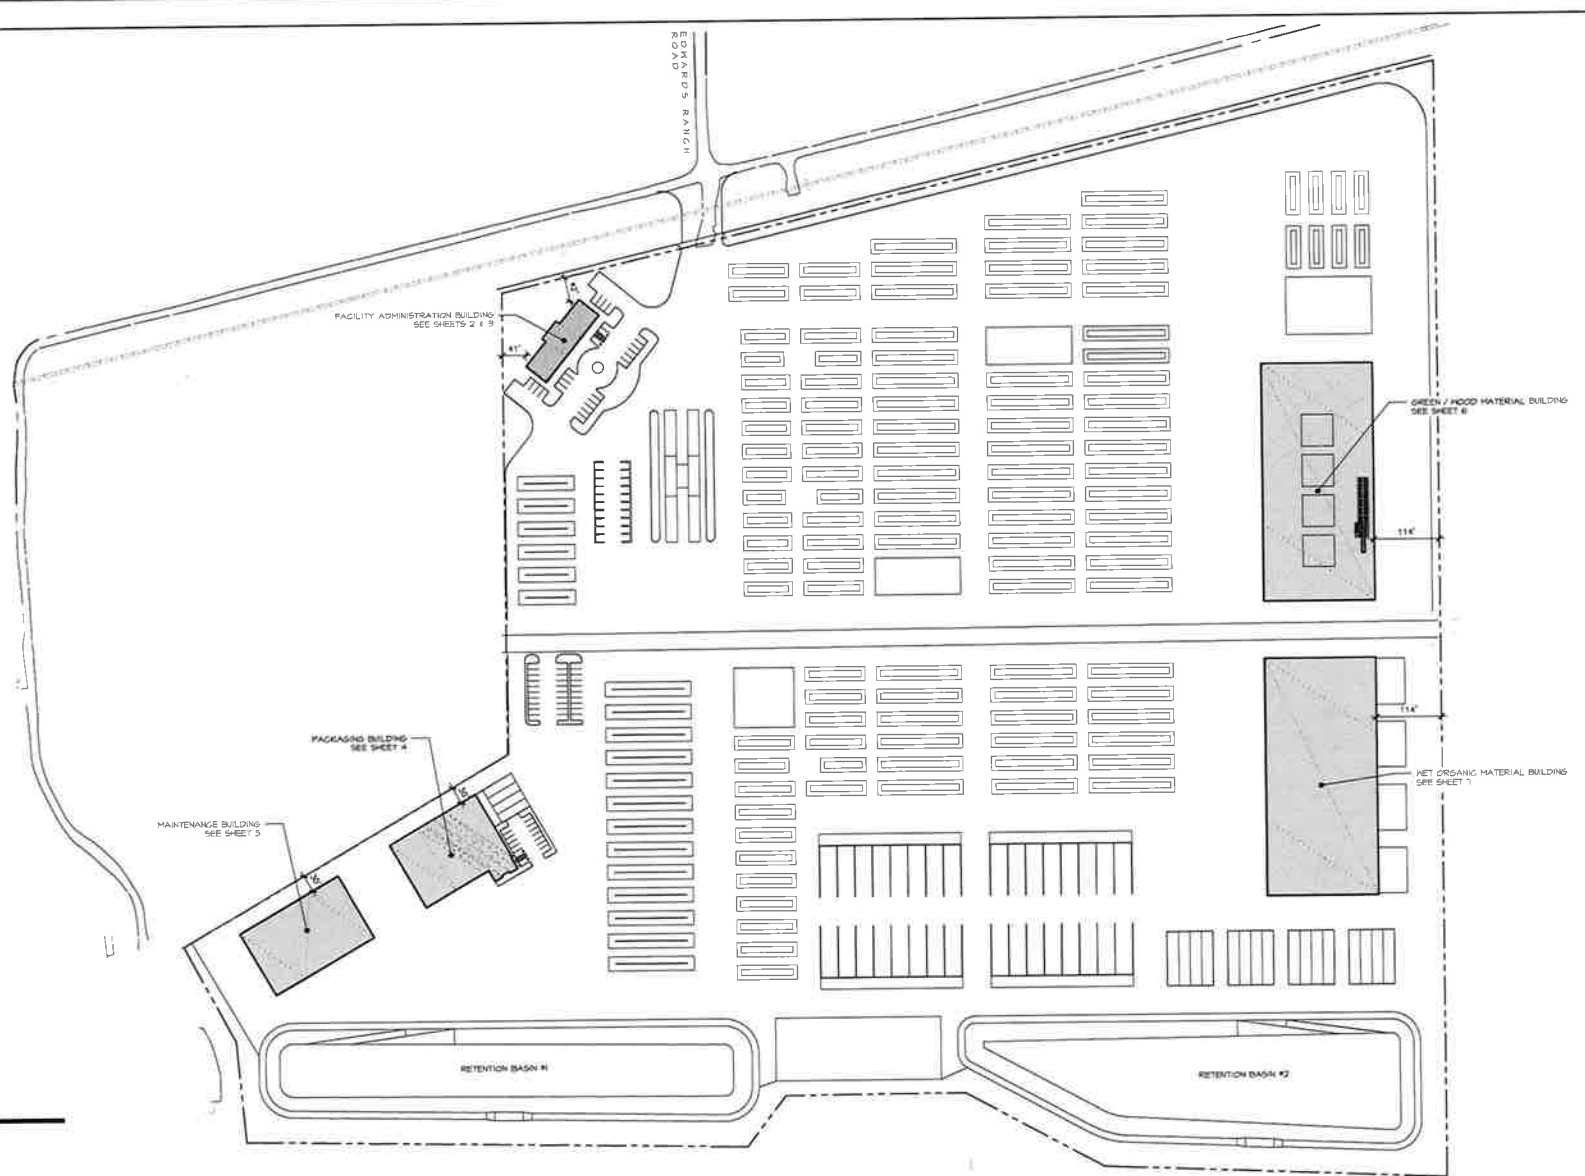 EDWARDS RANCH
ROAD
FACILITY ADMINISTRATION BUILDING
SEE SHEETS 2 & 3
41'
GREEN / WOOD MATERIAL BUILDING
SEE SHEET 6
114'
114'
PACKAGING BUILDING
SEE SHEET 4
WET ORGANIC MATERIAL BUILDING
SEE SHEET 7
MAINTENANCE BUILDING
SEE SHEET 5
RETENTION BASIN #1
RETENTION BASIN #2